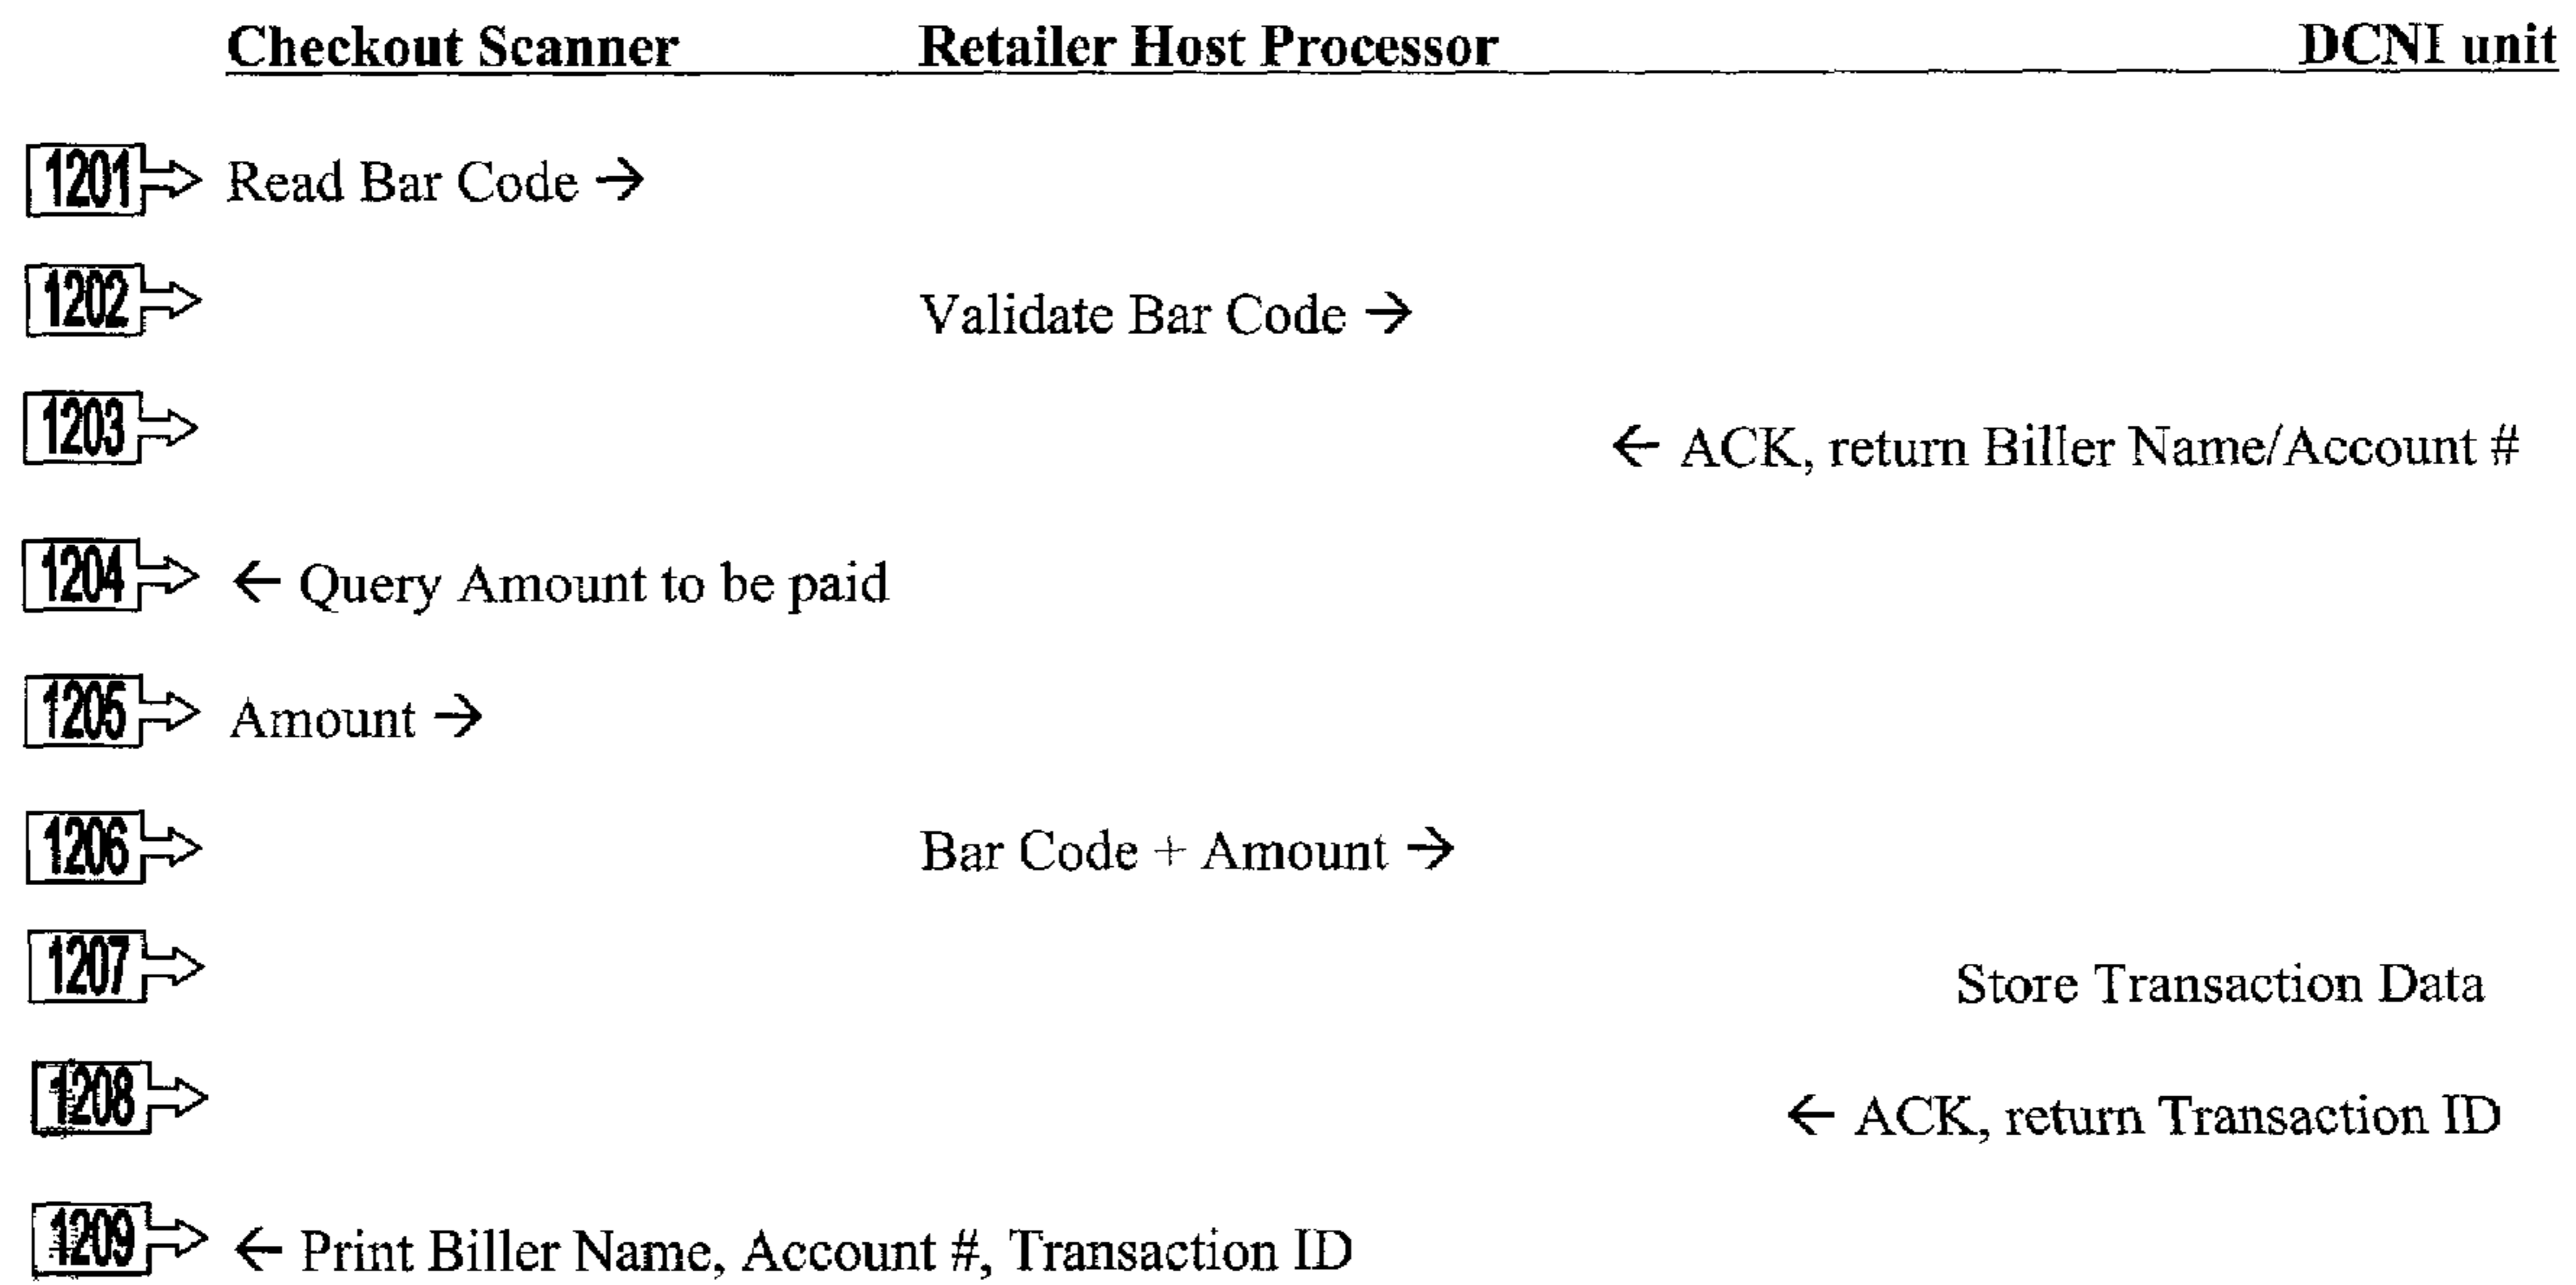 Checkout Scanner Retailer Host Processor DCNI unit
1201 Read Bar Code →
1202 Validate Bar Code →
1203 ← ACK, return Biller Name/Account #
1204 ← Query Amount to be paid
1205 Amount →
1206 Bar Code + Amount →
1207 Store Transaction Data
1208 ← ACK, return Transaction ID
1209 ← Print Biller Name, Account #, Transaction ID